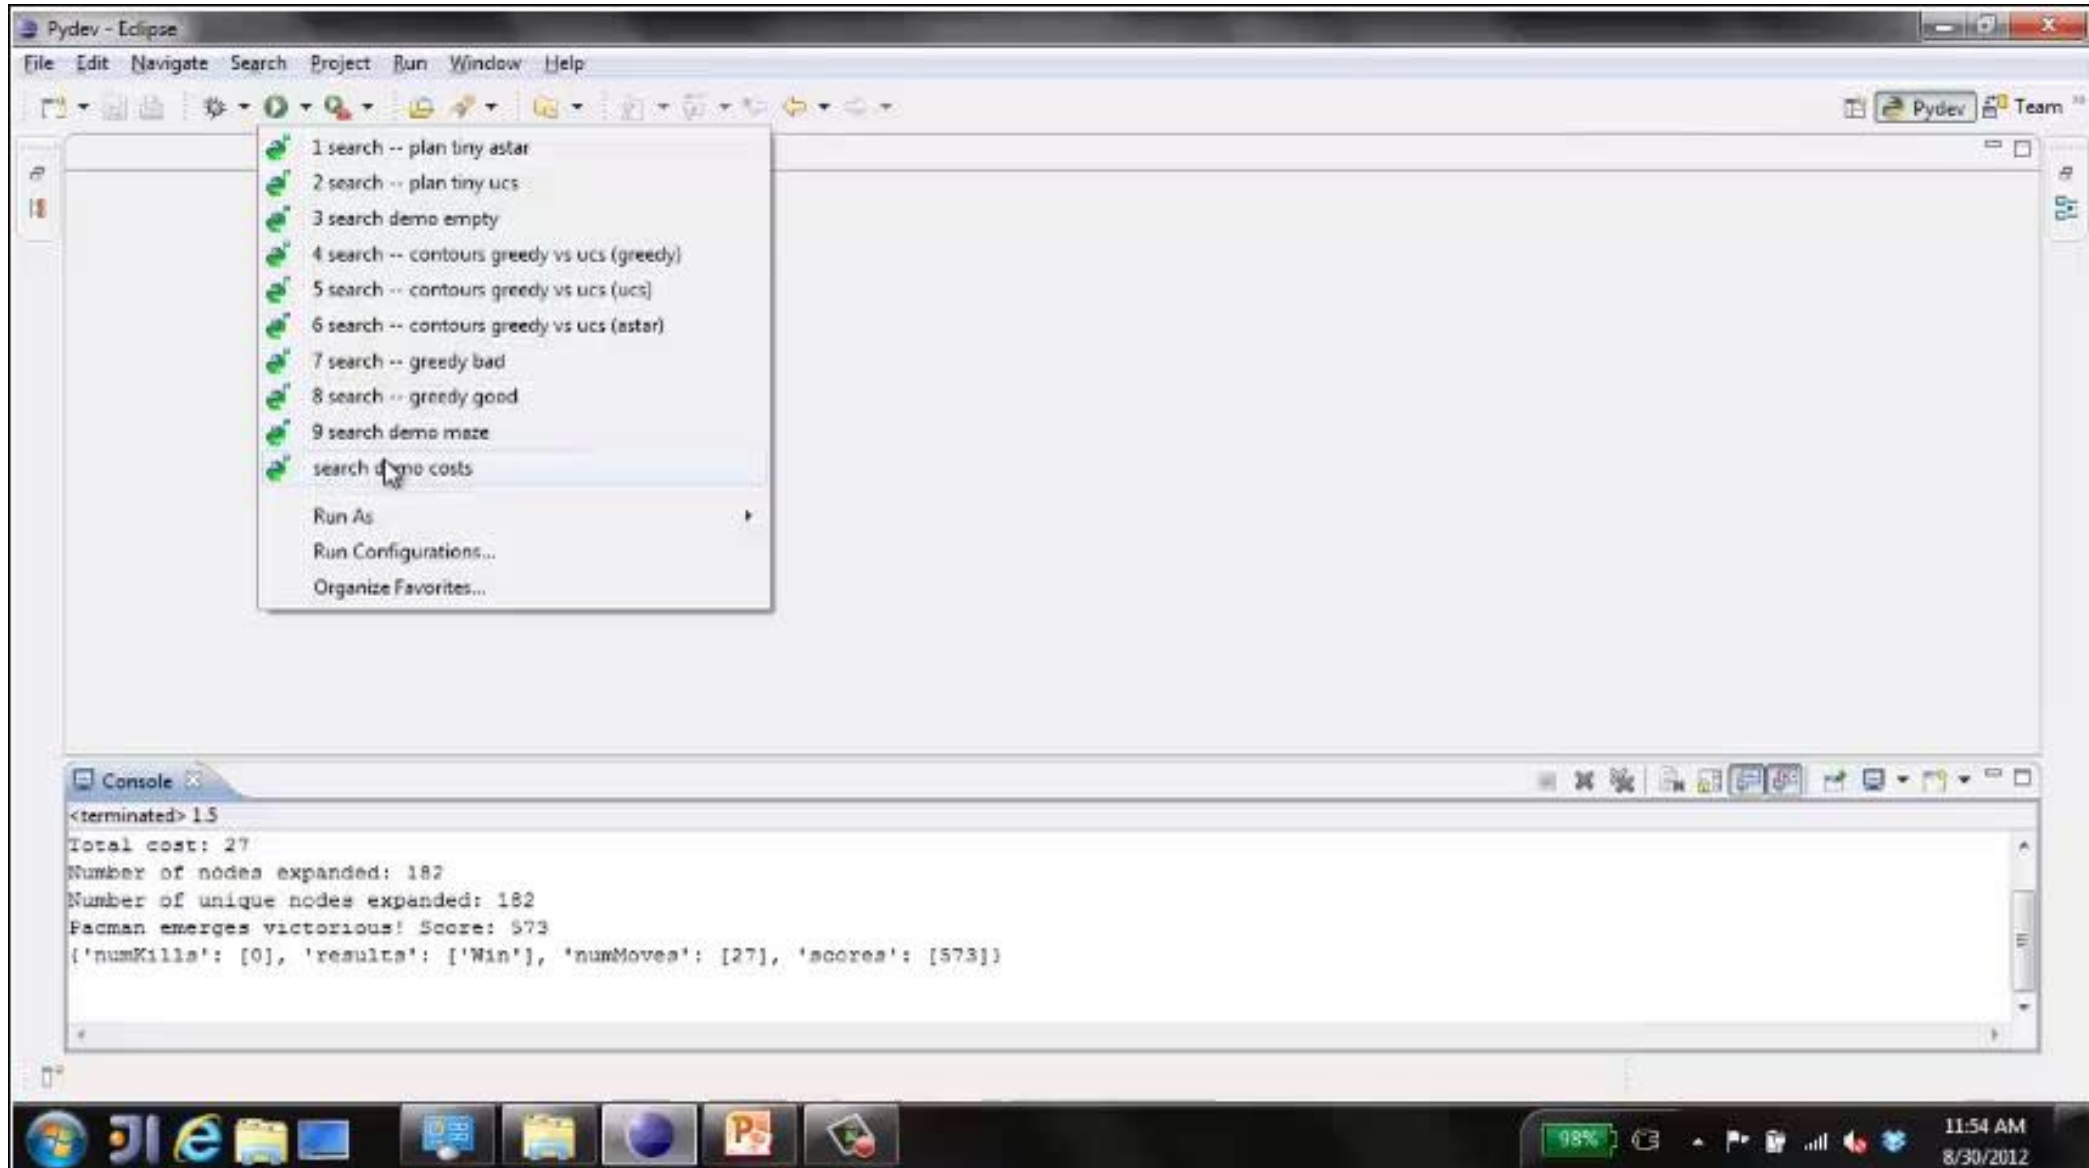 Pydev - Eclipse
File Edit Navigate Search Project Run Window Help
Pydev Team
1 search -- plan tiny astar
2 search -- plan tiny ucs
3 search demo empty
4 search -- contours greedy vs ucs (greedy)
5 search -- contours greedy vs ucs (ucs)
6 search -- contours greedy vs ucs (astar)
7 search -- greedy bad
8 search -- greedy good
9 search demo maze
search demo costs
Run As
Run Configurations...
Organize Favorites...
Console
<terminated> 1.5
Total cost: 27
Number of nodes expanded: 182
Number of unique nodes expanded: 182
Pacman emerges victorious! Score: 573
{'numKills': [0], 'results': ['Win'], 'numMoves': [27], 'scores': [573]}
98%
11:54 AM
8/30/2012